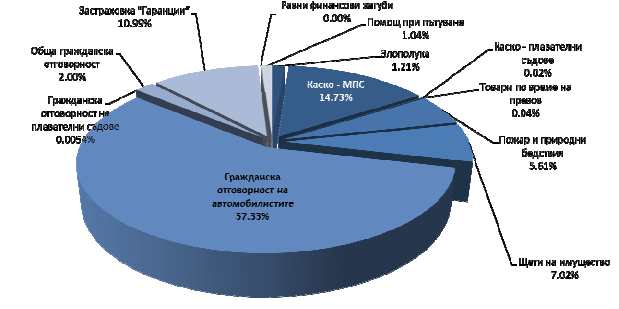 Разни финансови загуби
0.00%
Застраховка "Гаранции"
10.99%
Помощ при пътуване
1.04%
Злополука
1.21%
Каско - плавателни
съдове
0.02%
Обща гражданска
отговорност
2.00%
Каско - МПС
14.73%
Товари по време на
превоз
0.04%
Гражданска
отговорност на
плавателни съдове
0.0054%
Пожар и природни
бедствия
5.61%
Гражданска
отговорност на
автомобилистите
57.33%
Щети на имущество
7.02%